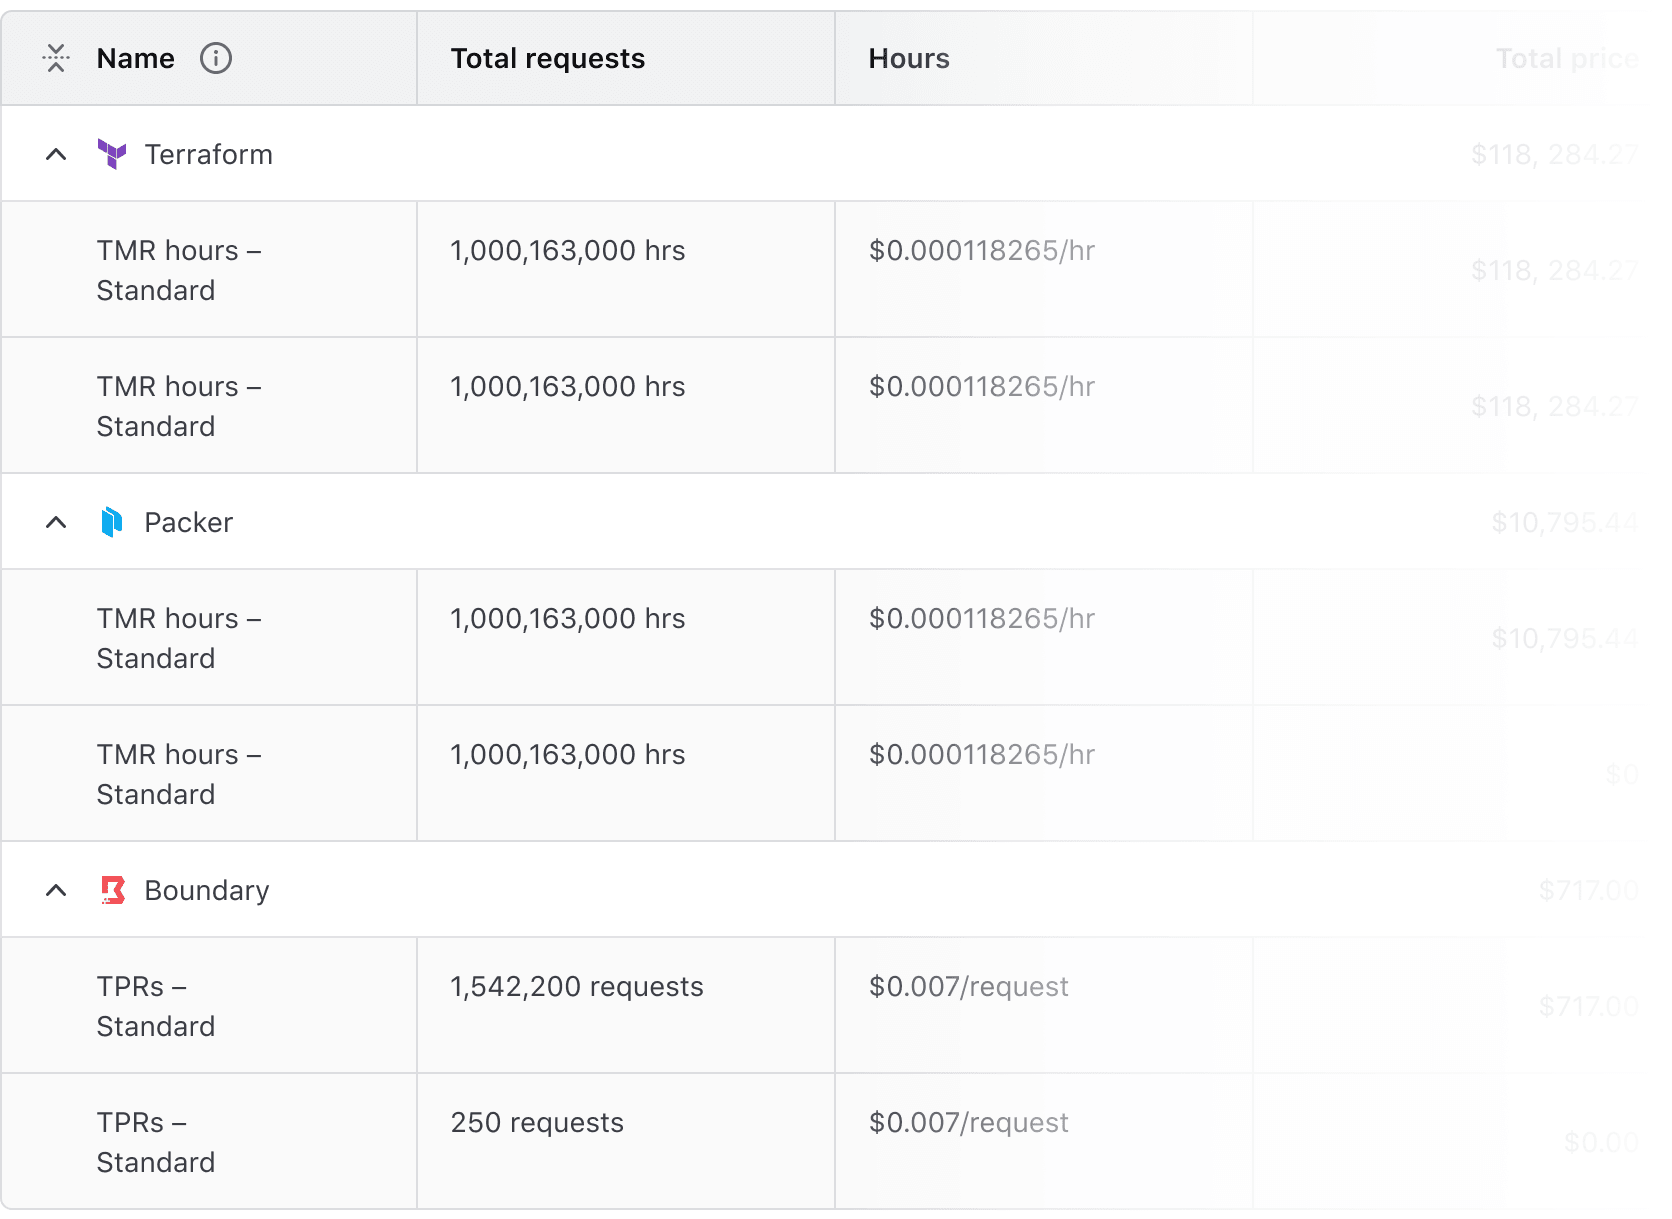 Name Total requests Hours Total price
Terraform $118, 284.27
TMR hours – 1,000,163,000 hrs $0.000118265/hr $118, 284.27
Standard
TMR hours – 1,000,163,000 hrs $0.000118265/hr $118, 284.27
Standard
Packer $10,795.44
TMR hours – 1,000,163,000 hrs $0.000118265/hr $10,795.44
Standard
TMR hours – 1,000,163,000 hrs $0.000118265/hr $0
Standard
Boundary $717.00
TPRs – 1,542,200 requests $0.007/request $717.00
Standard
TPRs – 250 requests $0.007/request $0.00
Standard